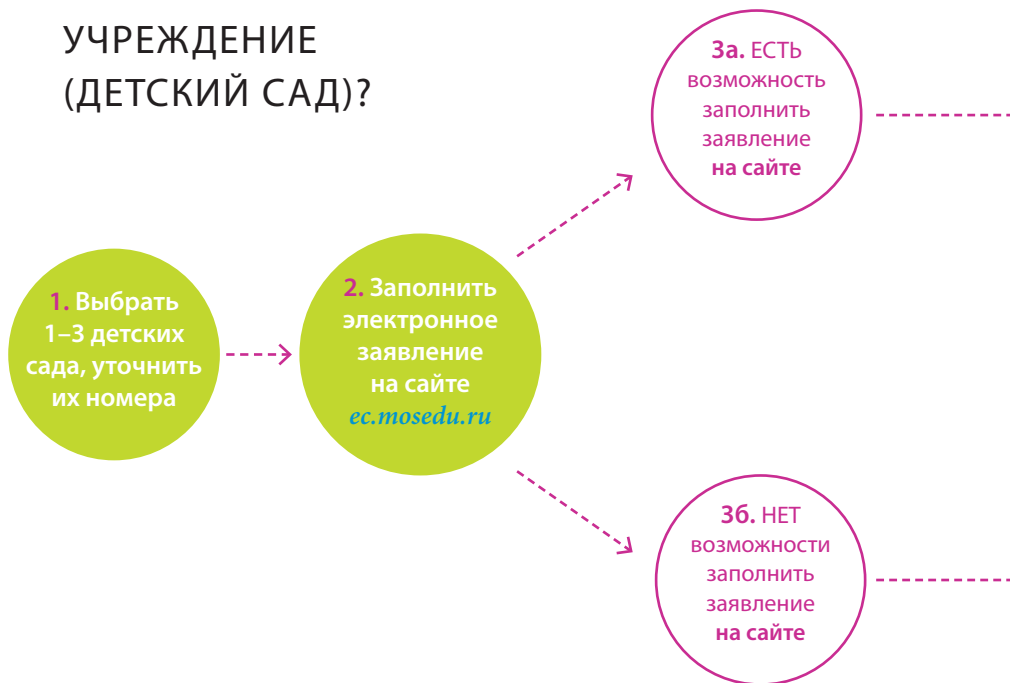 УЧРЕЖДЕНИЕ
(ДЕТСКИЙ САД)?
1. Выбрать
1–3 детских
сада, уточнить
их номера
2. Заполнить
электронное
заявление
на сайте
ec.mosedu.ru
3а. ЕСТЬ
возможность
заполнить
заявление
на сайте
3б. НЕТ
возможности
заполнить
заявление
на сайте